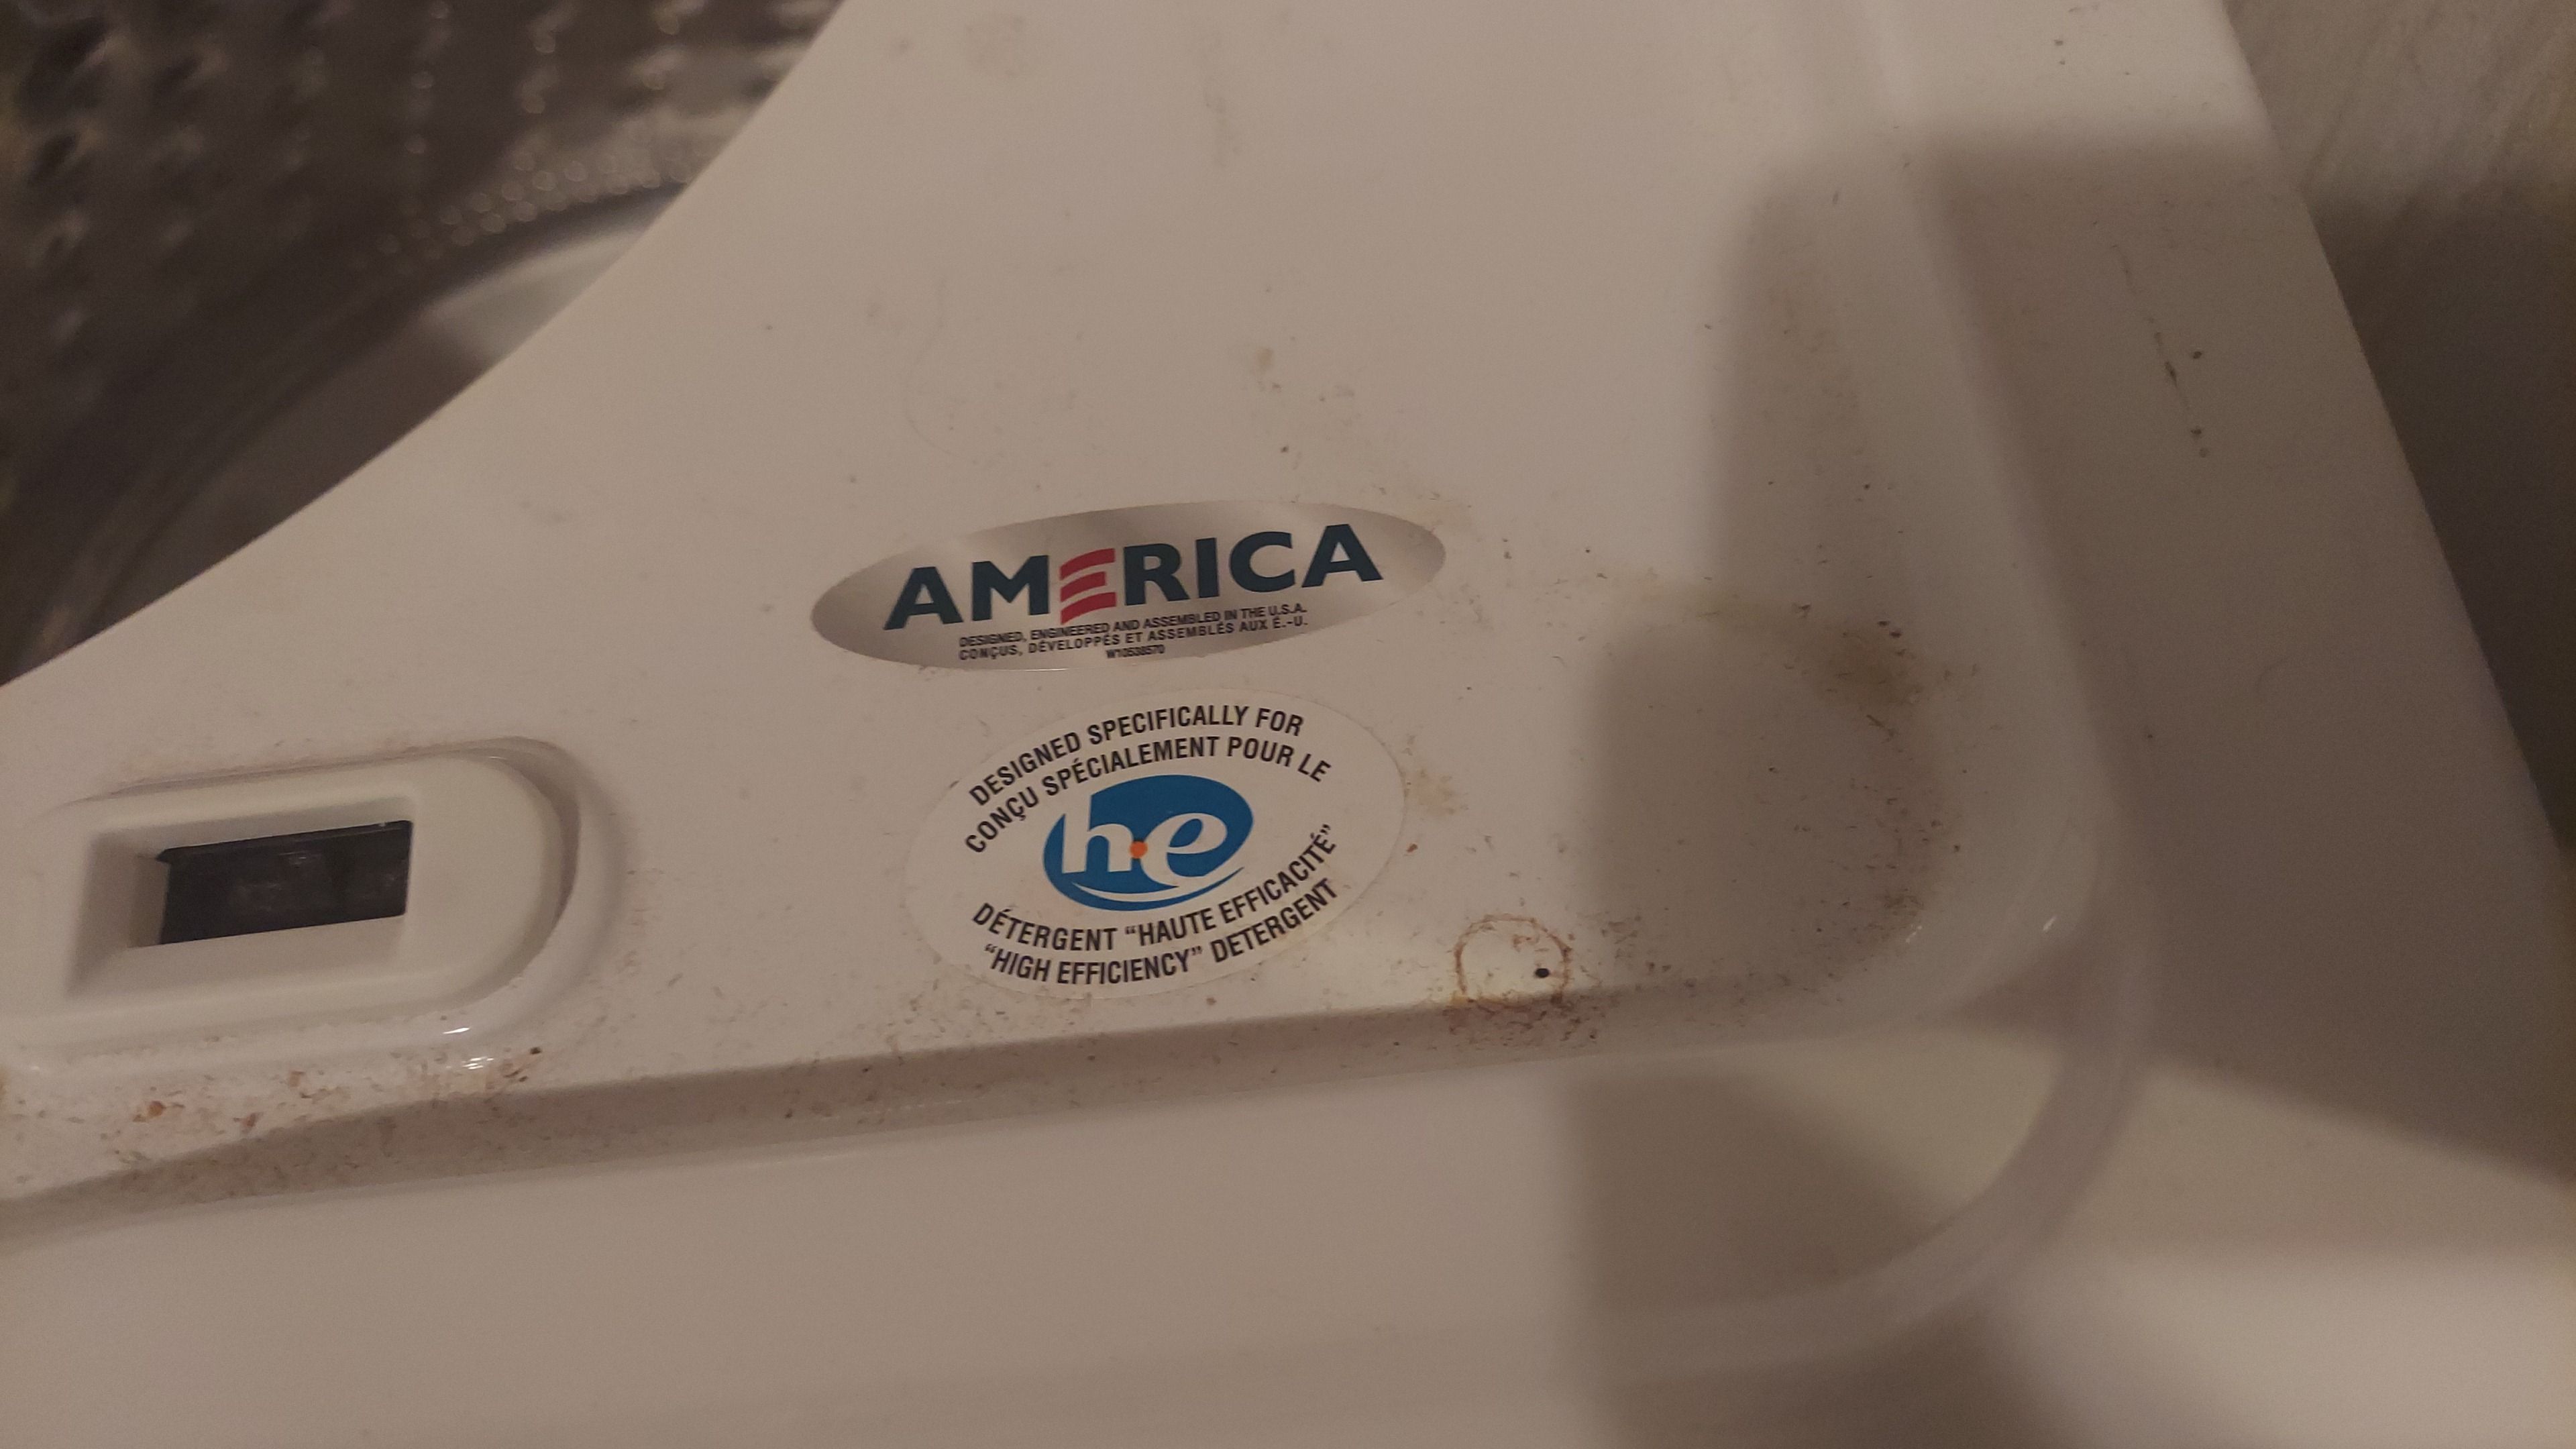 AMERICA
DESIGNED, ENGINEERED AND ASSEMBLED IN THE U.S.A.
CONÇUS, DÉVELOPPÉS ET ASSEMBLÉS AUX É.-U.
W10538570
DESIGNED SPECIFICALLY FOR
CONÇU SPÉCIALEMENT POUR LE
he
DÉTERGENT “HAUTE EFFICACITÉ”
“HIGH EFFICIENCY” DETERGENT